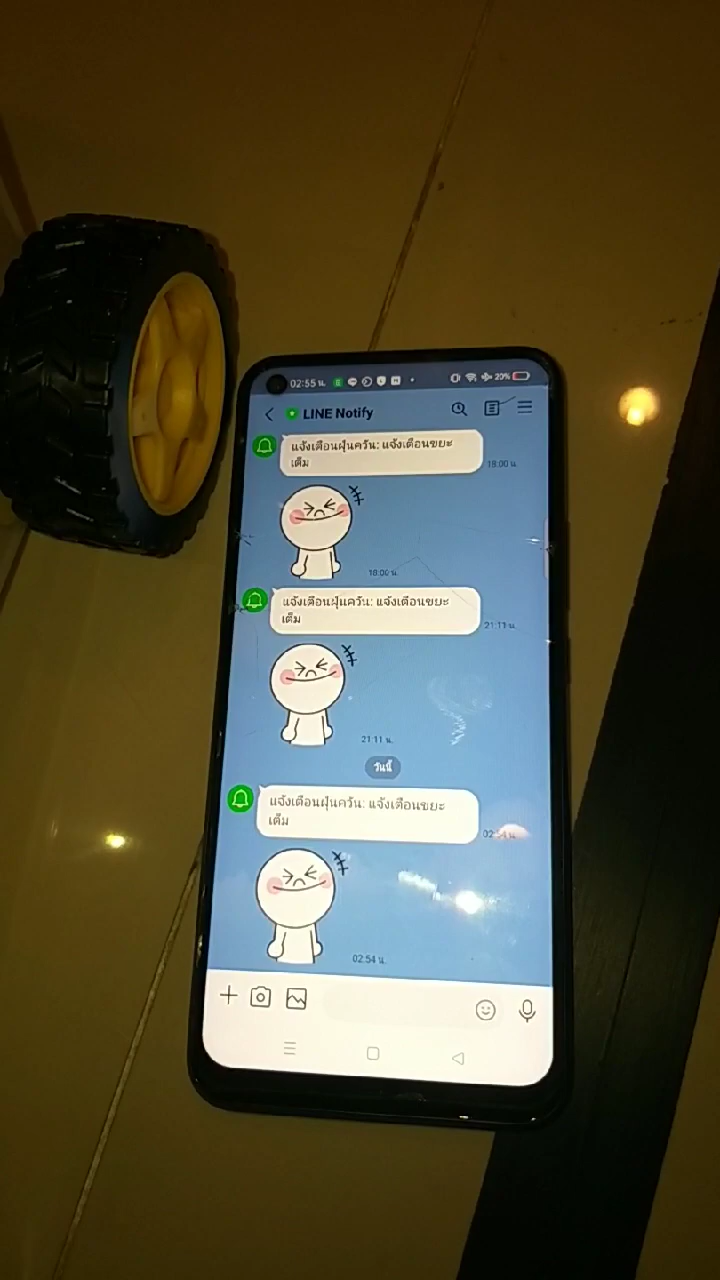 02:55 น. 20%
LINE Notify
แจ้งเตือนฝุ่นควัน: แจ้งเตือนขยะ
เต็ม
18:00 น.
18:00 น.
แจ้งเตือนฝุ่นควัน: แจ้งเตือนขยะ
เต็ม
21:11 น.
21:11 น.
วันนี้
แจ้งเตือนฝุ่นควัน: แจ้งเตือนขยะ
เต็ม
02:54 น.
02:54 น.